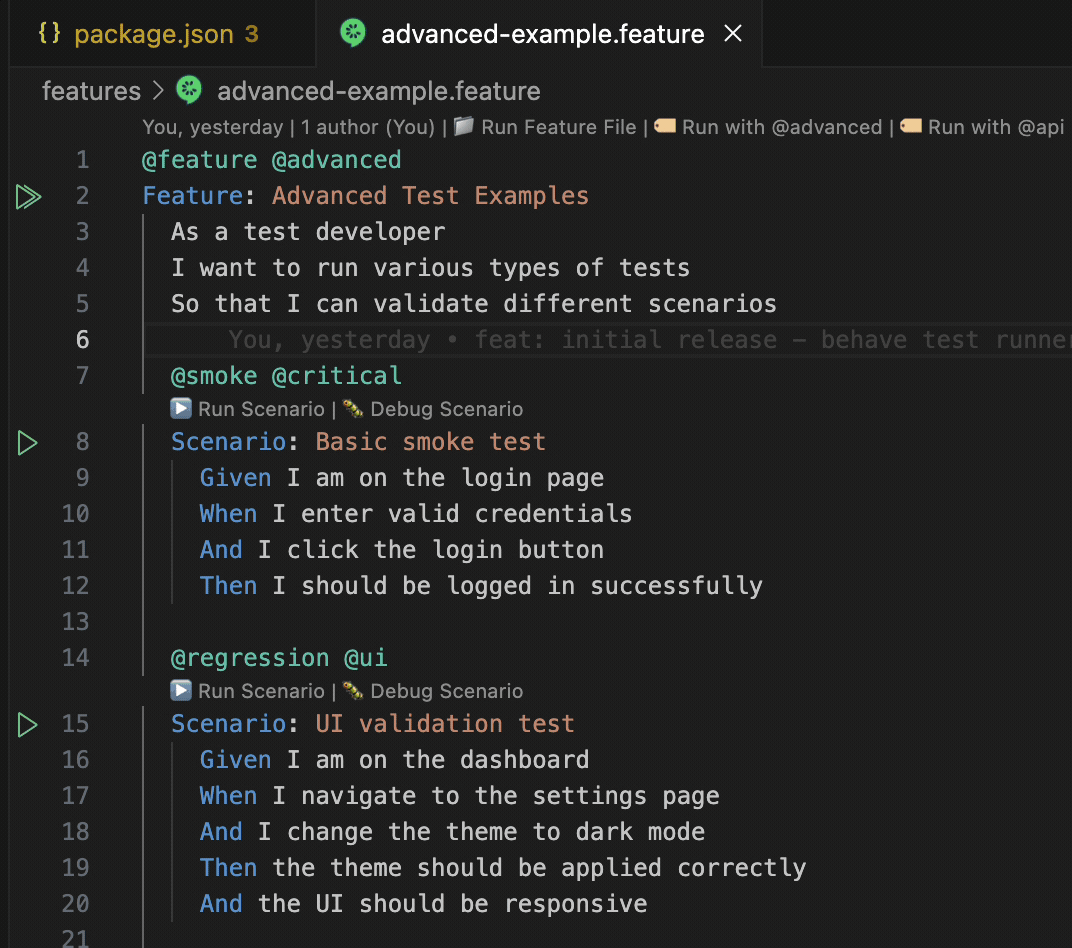 {} package.json 3 advanced-example.feature ×
features > advanced-example.feature
You, yesterday | 1 author (You) | Run Feature File | Run with @advanced | Run with @api
1 @feature @advanced
2 Feature: Advanced Test Examples
3 As a test developer
4 I want to run various types of tests
5 So that I can validate different scenarios
6 You, yesterday • feat: initial release – behave test runner
7 @smoke @critical
Run Scenario | Debug Scenario
8 Scenario: Basic smoke test
9 Given I am on the login page
10 When I enter valid credentials
11 And I click the login button
12 Then I should be logged in successfully
13
14 @regression @ui
Run Scenario | Debug Scenario
15 Scenario: UI validation test
16 Given I am on the dashboard
17 When I navigate to the settings page
18 And I change the theme to dark mode
19 Then the theme should be applied correctly
20 And the UI should be responsive
21